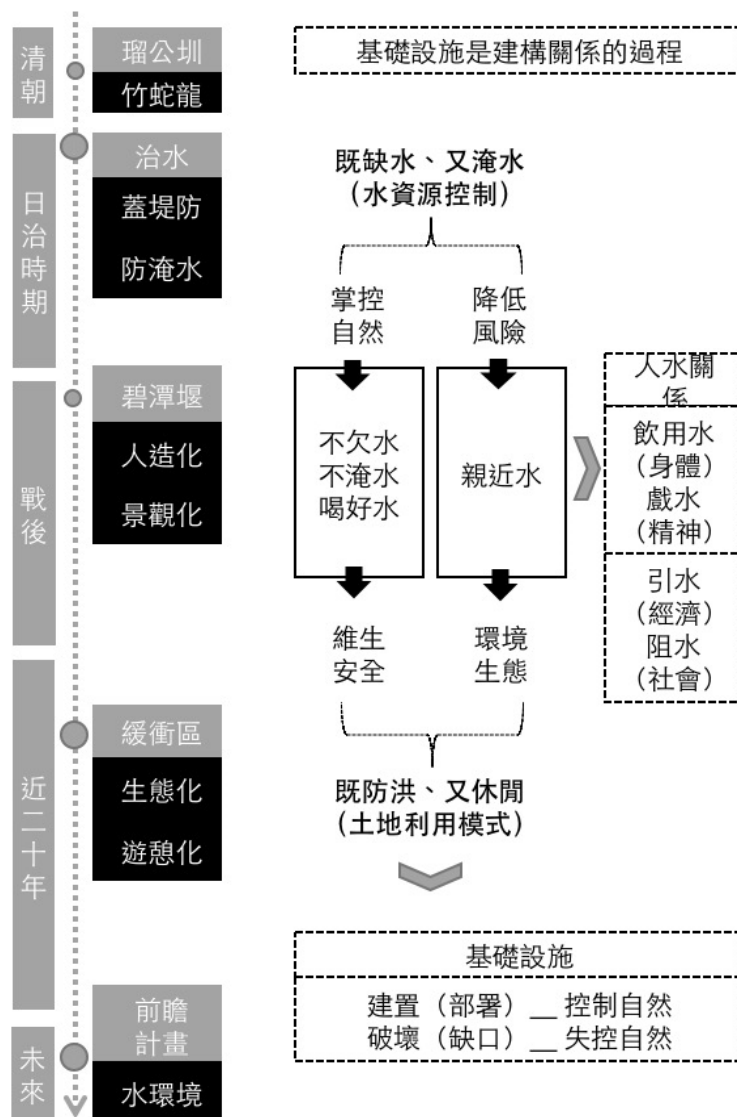 清朝
瑠公圳
竹蛇龍
日治時期
治水
蓋堤防
防淹水
戰後
碧潭堰
人造化
景觀化
近二十年
緩衝區
生態化
遊憩化
未來
前瞻
計畫
水環境
基礎設施是建構關係的過程
既缺水、又淹水
(水資源控制)
掌控
自然
降低
風險
不欠水
不淹水
喝好水
親近水
人水關
係
飲用水
(身體)
戲水
(精神)
引水
(經濟)
阻水
(社會)
維生
安全
環境
生態
既防洪、又休閒
(土地利用模式)
基礎設施
建置（部署）__ 控制自然
破壞（缺口）__ 失控自然